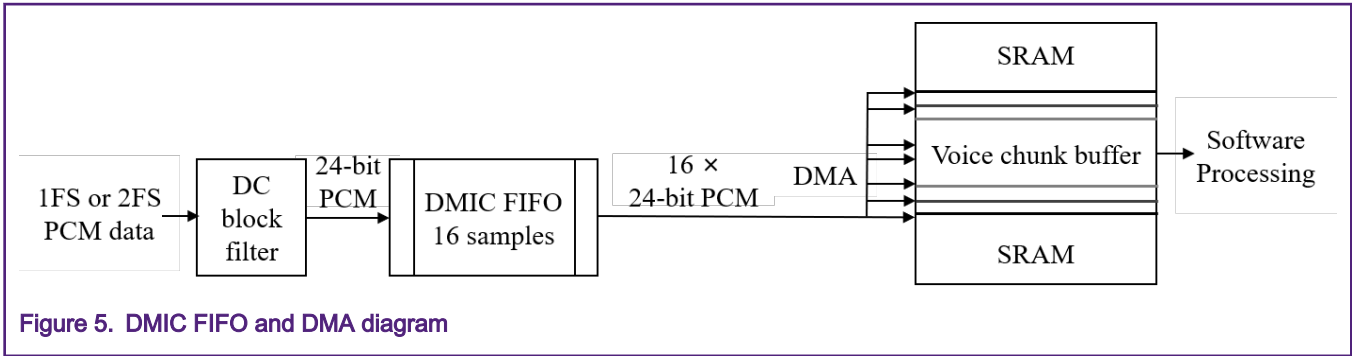 1FS or 2FS
PCM data
DC
block
filter
24-bit
PCM
DMIC FIFO
16 samples
16 ×
24-bit PCM
DMA
SRAM
Voice chunk buffer
SRAM
Software
Processing
Figure 5. DMIC FIFO and DMA diagram